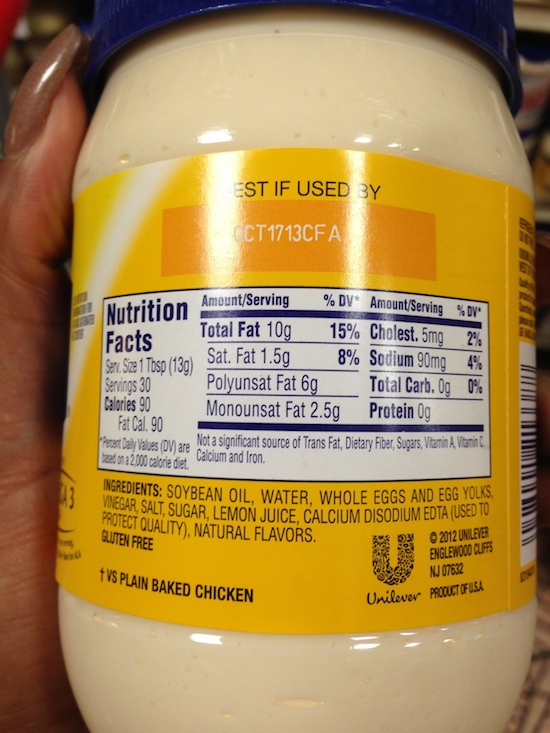 EST IF USED BY
CT1713CFA
Nutrition
Facts
Serv. Size 1 Tbsp (13g)
Servings 30
Calories 90
Fat Cal. 90
*Percent Daily Values (DV) are
based on a 2,000 calorie diet.
Amount/Serving % DV*
Total Fat 10g 15%
Sat. Fat 1.5g 8%
Polyunsat Fat 6g
Monounsat Fat 2.5g
Amount/Serving % DV*
Cholest. 5mg 2%
Sodium 90mg 4%
Total Carb. 0g 0%
Protein 0g
Not a significant source of Trans Fat, Dietary Fiber, Sugars, Vitamin A, Vitamin C,
Calcium and Iron.
INGREDIENTS: SOYBEAN OIL, WATER, WHOLE EGGS AND EGG YOLKS,
VINEGAR, SALT, SUGAR, LEMON JUICE, CALCIUM DISODIUM EDTA (USED TO
PROTECT QUALITY), NATURAL FLAVORS.
GLUTEN FREE
† VS PLAIN BAKED CHICKEN
Unilever
© 2012 UNILEVER
ENGLEWOOD CLIFFS
NJ 07632
PRODUCT OF U.S.A.